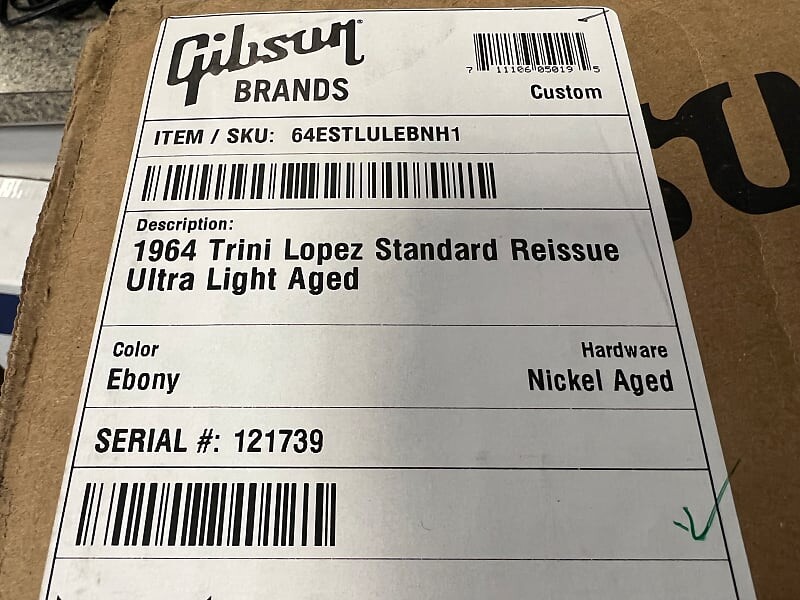 Gibson
BRANDS
7 11106 05019 5
Custom
ITEM / SKU: 64ESTLULEBNH1
Description:
1964 Trini Lopez Standard Reissue
Ultra Light Aged
Color
Hardware
Ebony
Nickel Aged
SERIAL #: 121739